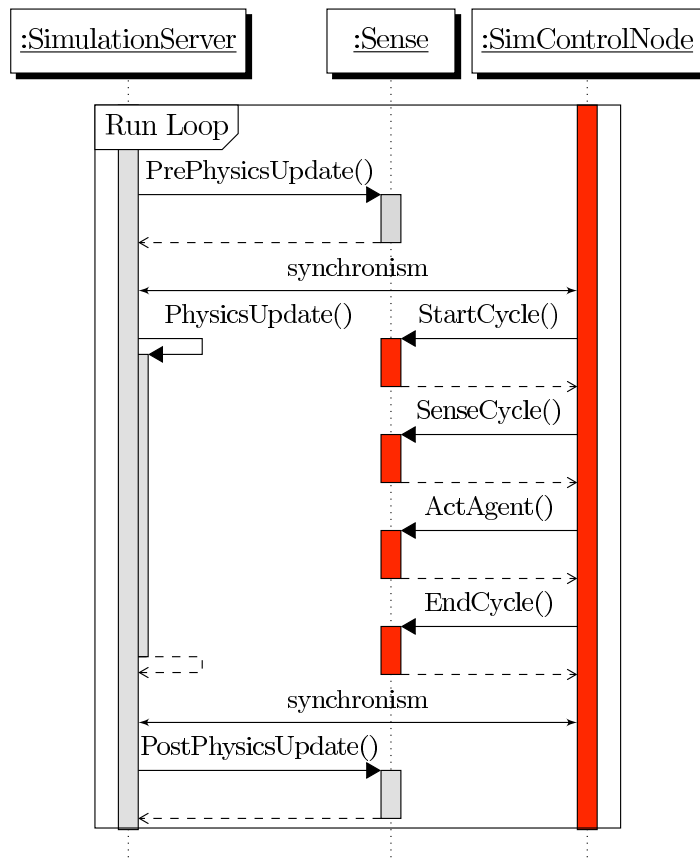 :SimulationServer
:Sense
:SimControlNode
Run Loop
PrePhysicsUpdate()
synchronism
PhysicsUpdate()
StartCycle()
SenseCycle()
ActAgent()
EndCycle()
synchronism
PostPhysicsUpdate()